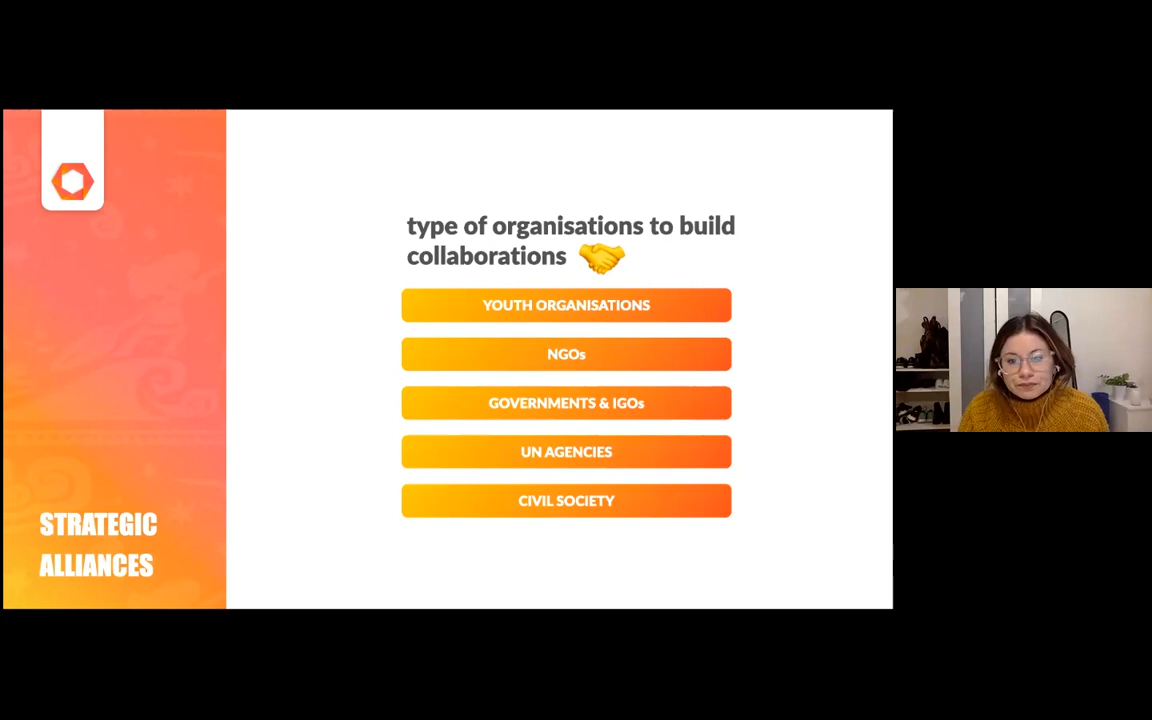 type of organisations to build
collaborations
YOUTH ORGANISATIONS
NGOs
GOVERNMENTS & IGOs
UN AGENCIES
CIVIL SOCIETY
STRATEGIC
ALLIANCES